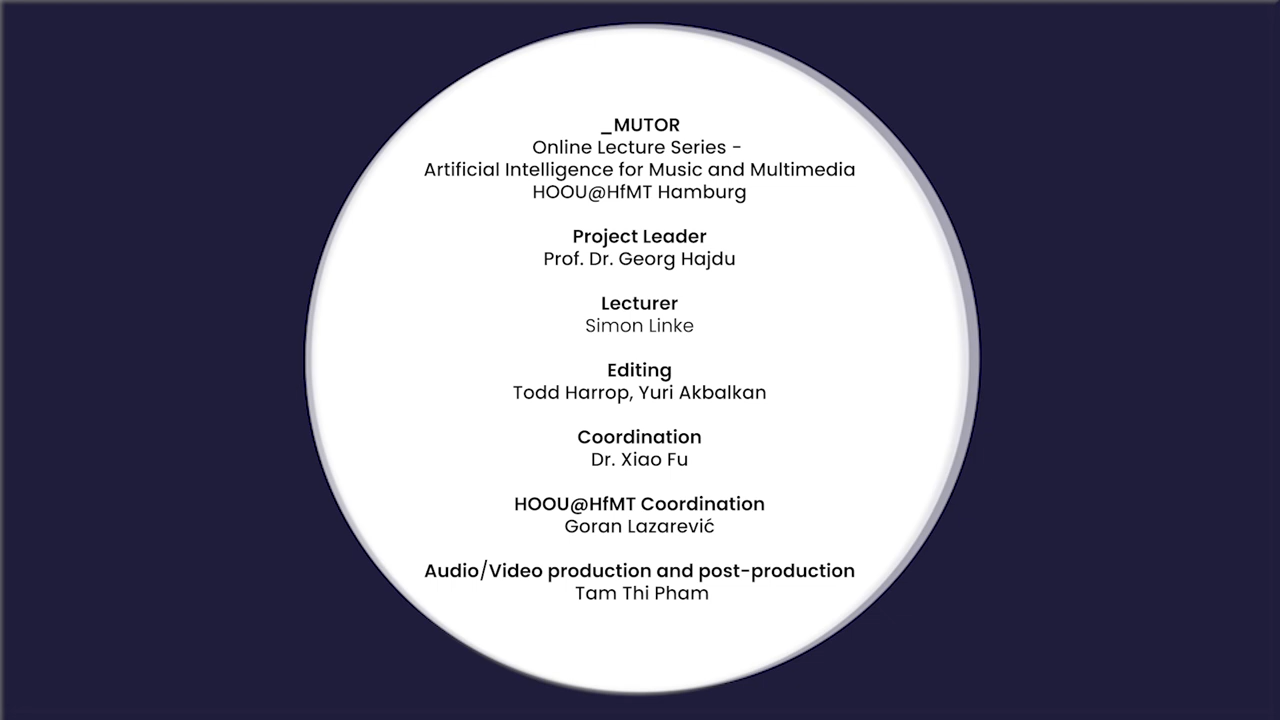 _MUTOR
Online Lecture Series -
Artificial Intelligence for Music and Multimedia
HOOU@HfMT Hamburg
Project Leader
Prof. Dr. Georg Hajdu
Lecturer
Simon Linke
Editing
Todd Harrop, Yuri Akbalkan
Coordination
Dr. Xiao Fu
HOOU@HfMT Coordination
Goran Lazarević
Audio/Video production and post-production
Tam Thi Pham